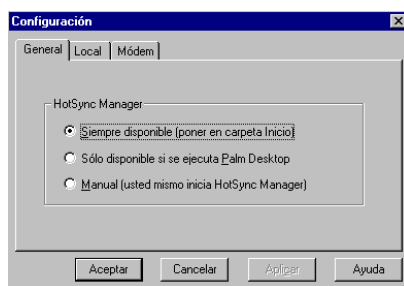 Configuración
General Local Módem
HotSync Manager
Siempre disponible (poner en carpeta Inicio)
Sólo disponible si se ejecuta Palm Desktop
Manual (usted mismo inicia HotSync Manager)
Aceptar Cancelar Aplicar Ayuda